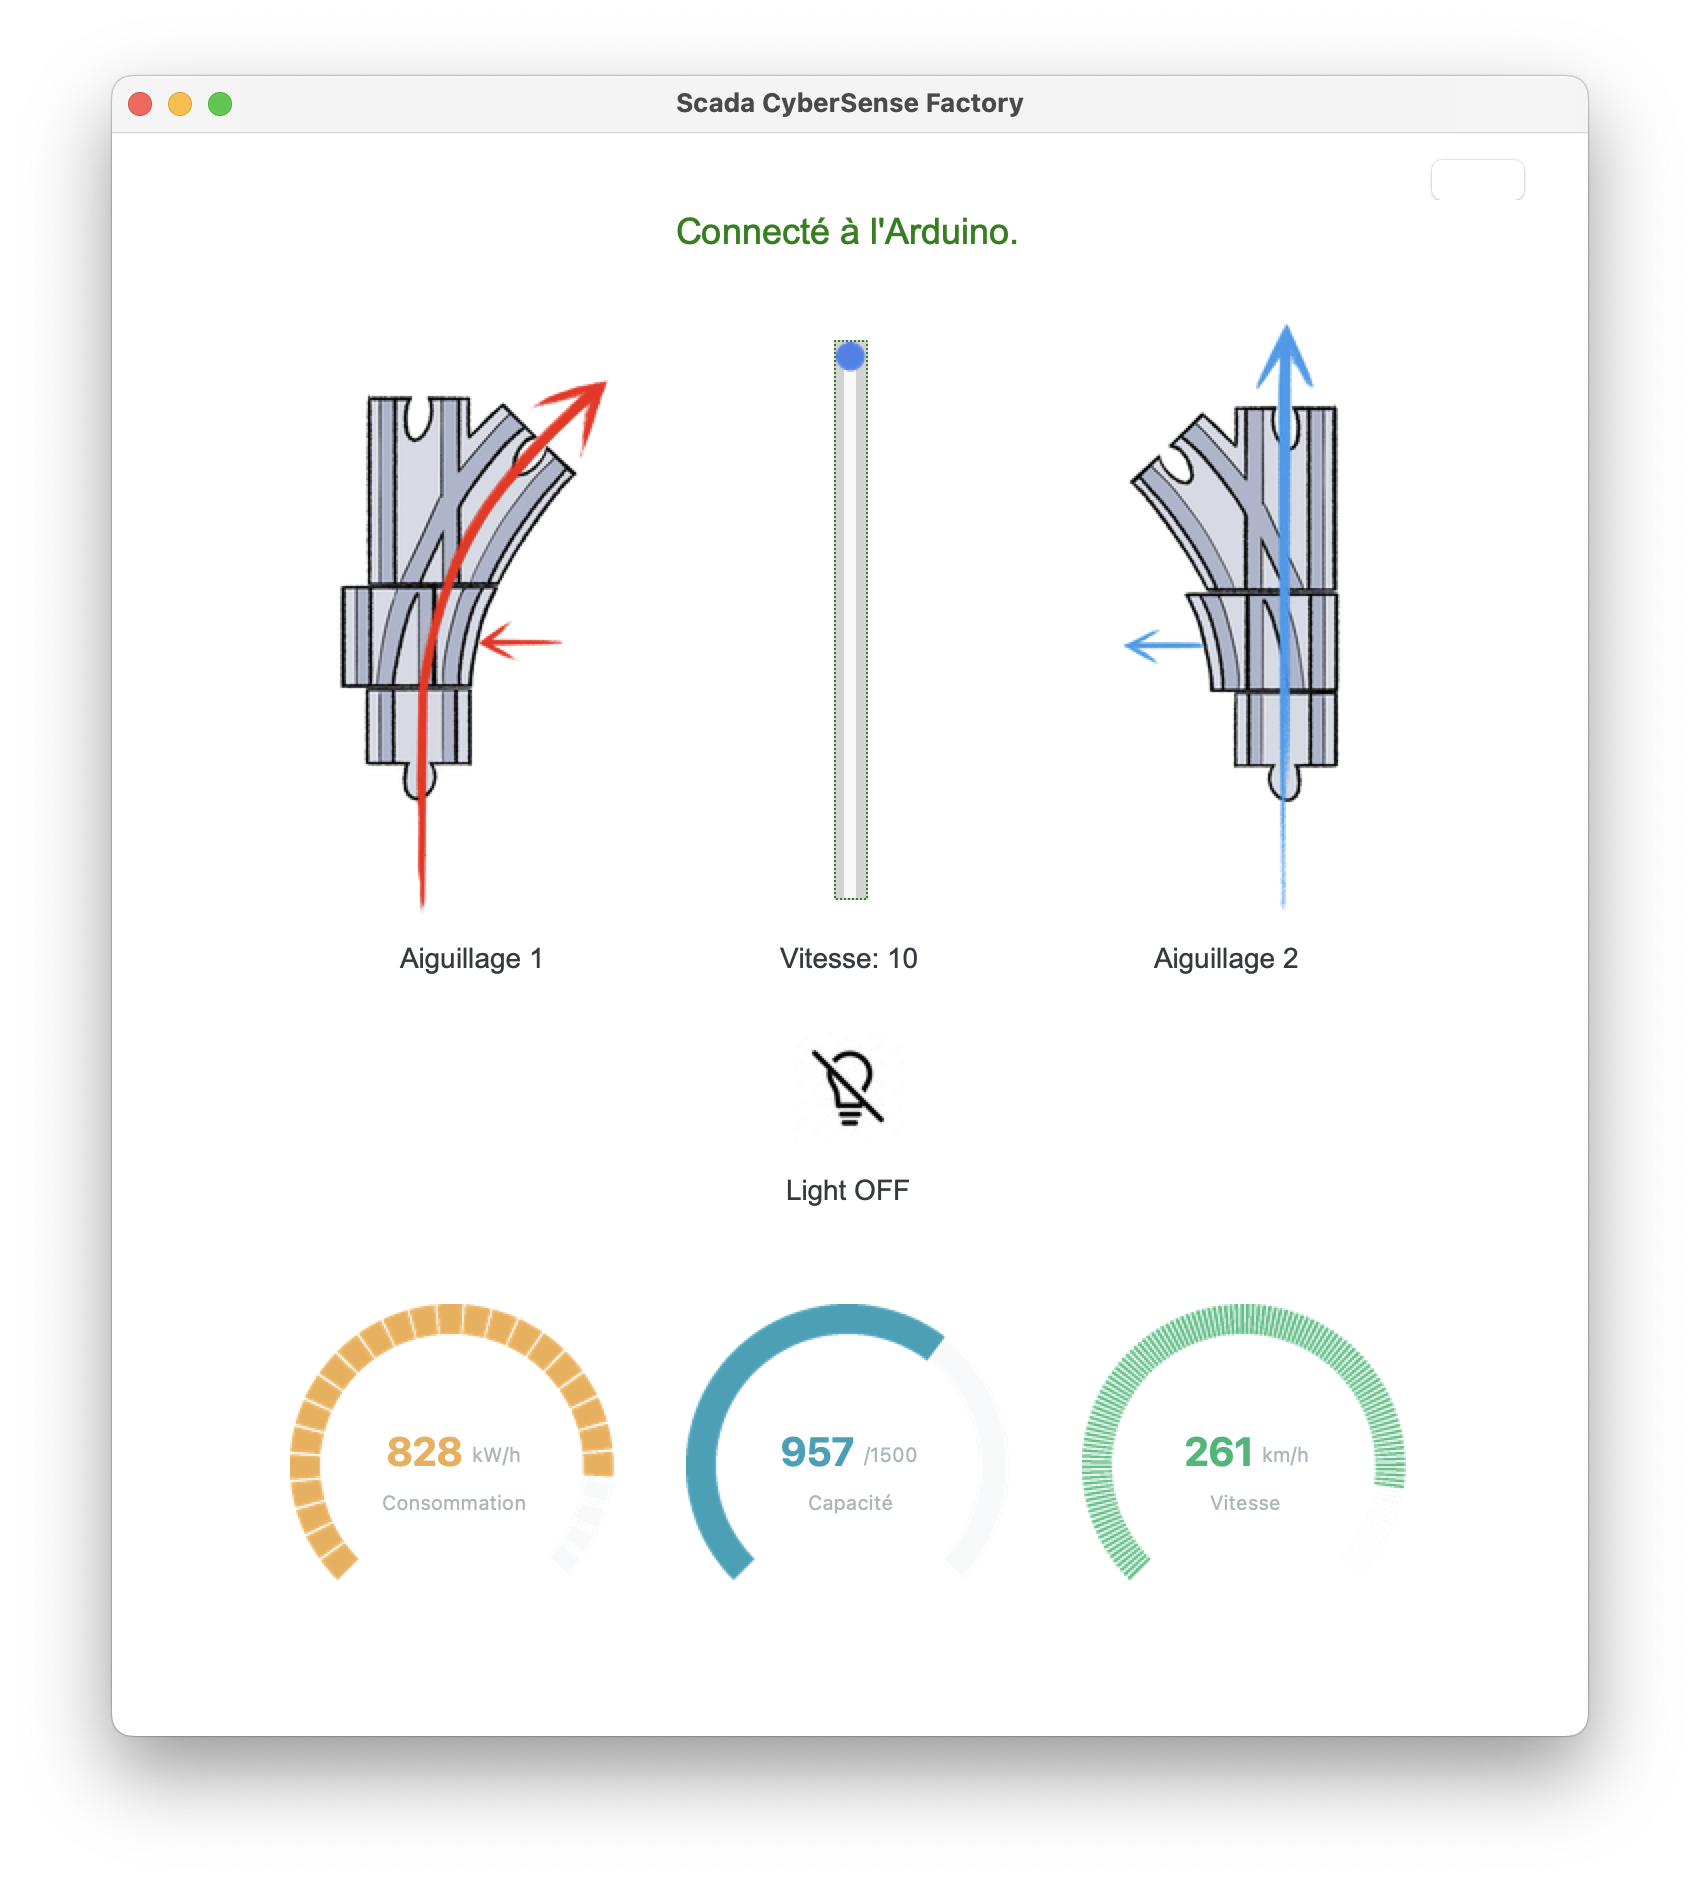 Scada CyberSense Factory
Connecté à l'Arduino.
Aiguillage 1
Vitesse: 10
Aiguillage 2
Light OFF
828 kW/h
Consommation
957 /1500
Capacité
261 km/h
Vitesse